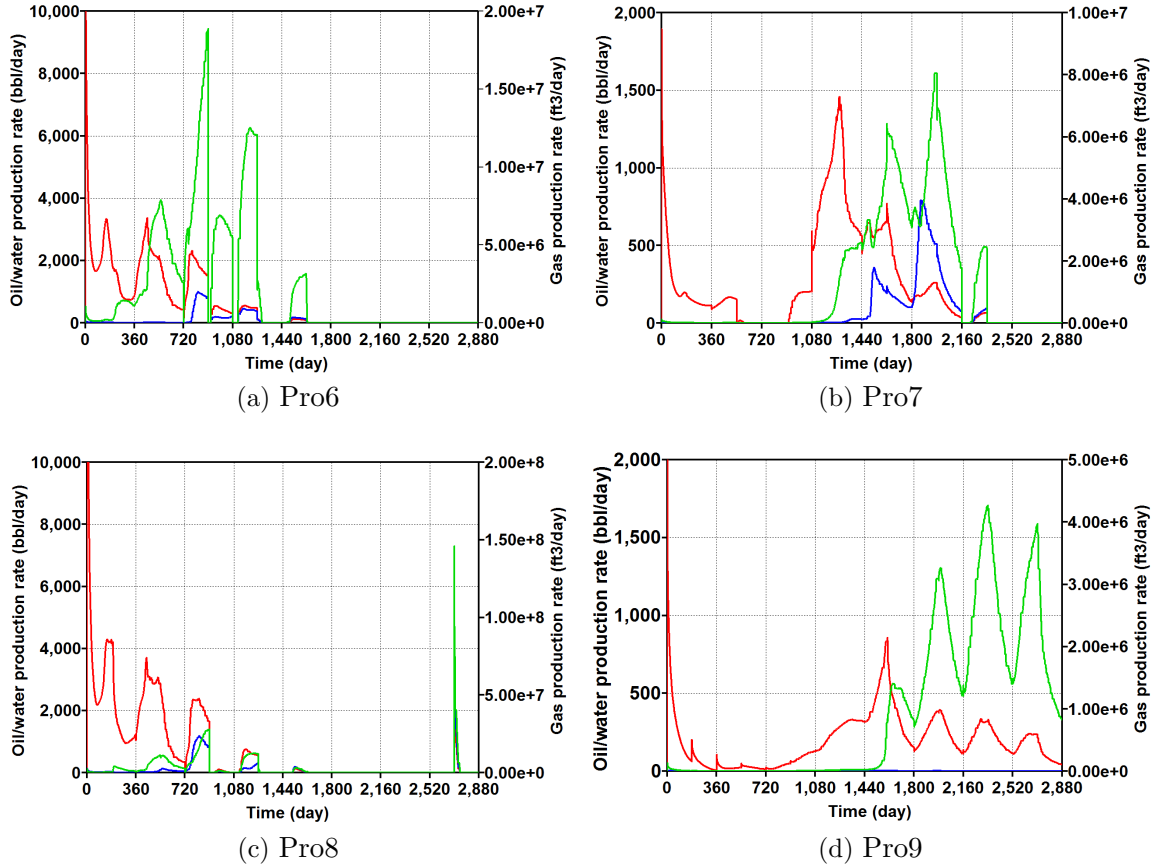 10,000
8,000
6,000
4,000
2,000
0
Oil/water production rate (bbl/day)
2.00e+7
1.50e+7
1.00e+7
5.00e+6
0.00e+0
Gas production rate (ft3/day)
0 360 720 1,080 1,440 1,800 2,160 2,520 2,880
Time (day)
(a) Pro6
2,000
1,500
1,000
500
0
Oil/water production rate (bbl/day)
1.00e+7
8.00e+6
6.00e+6
4.00e+6
2.00e+6
0.00e+0
Gas production rate (ft3/day)
0 360 720 1,080 1,440 1,800 2,160 2,520 2,880
Time (day)
(b) Pro7
10,000
8,000
6,000
4,000
2,000
0
Oil/water production rate (bbl/day)
2.00e+8
1.50e+8
1.00e+8
5.00e+7
0.00e+0
Gas production rate (ft3/day)
0 360 720 1,080 1,440 1,800 2,160 2,520 2,880
Time (day)
(c) Pro8
2,000
1,500
1,000
500
0
Oil/water production rate (bbl/day)
5.00e+6
4.00e+6
3.00e+6
2.00e+6
1.00e+6
0.00e+0
Gas production rate (ft3/day)
0 360 720 1,080 1,440 1,800 2,160 2,520 2,880
Time (day)
(d) Pro9